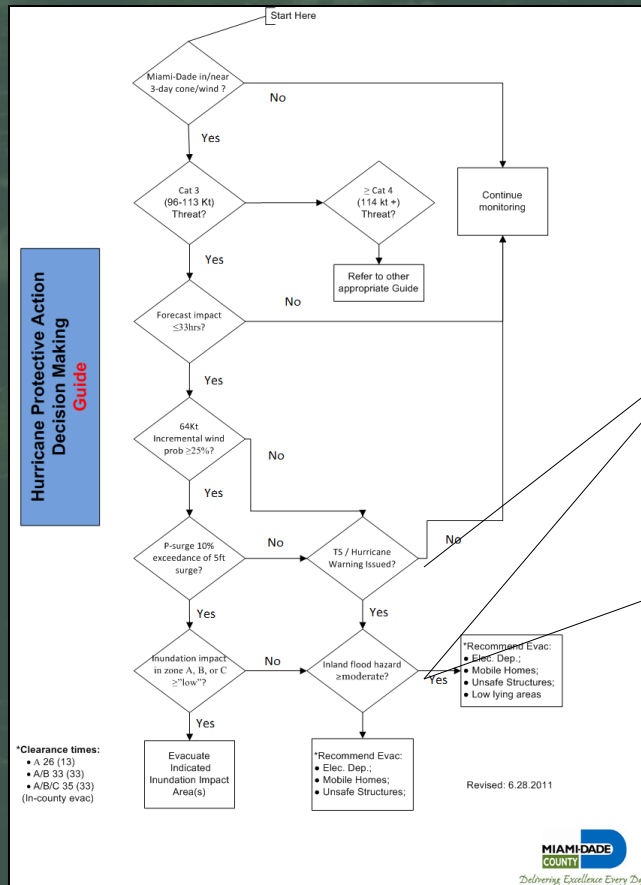 Start Here
Miami-Dade in/near
3-day cone/wind ?
No
Yes
Cat 3
(96-113 Kt)
Threat?
≥ Cat 4
(114 kt +)
Threat?
Continue
monitoring
Yes
Refer to other
appropriate Guide
Hurricane Protective Action
Decision Making
Guide
Forecast impact
≤33hrs?
No
Yes
64Kt
Incremental wind
prob ≥25%?
No
Yes
P-surge 10%
exceedance of 5ft
surge?
No
TS / Hurricane
Warning Issued?
No
Yes
Yes
Inundation impact
in zone A, B, or C
≥"low"?
No
Inland flood hazard
≥moderate?
Yes
*Recommend Evac:
● Elec. Dep.;
● Mobile Homes;
● Unsafe Structures;
● Low lying areas
Yes
*Clearance times:
• A 26 (13)
• A/B 33 (33)
• A/B/C 35 (33)
(In-county evac)
Evacuate
Indicated
Inundation Impact
Area(s)
*Recommend Evac:
● Elec. Dep.;
● Mobile Homes;
● Unsafe Structures;
Revised: 6.28.2011
MIAMI-DADE
COUNTY
Delivering Excellence Every Da